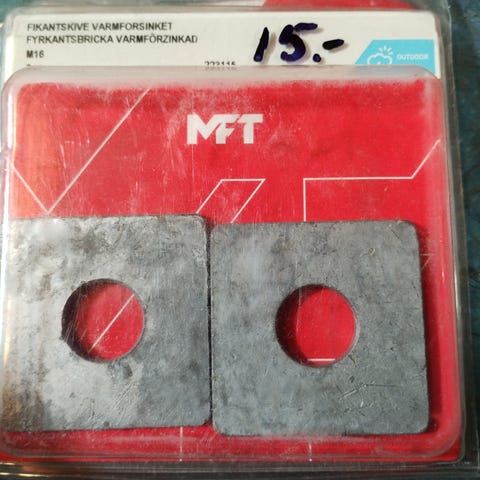 FIKANTSKIVE VARMFORSINKET
FYRKANTSBRICKA VARMFÖRZINKAD
M16
15.-
OUTDOOR
MFT